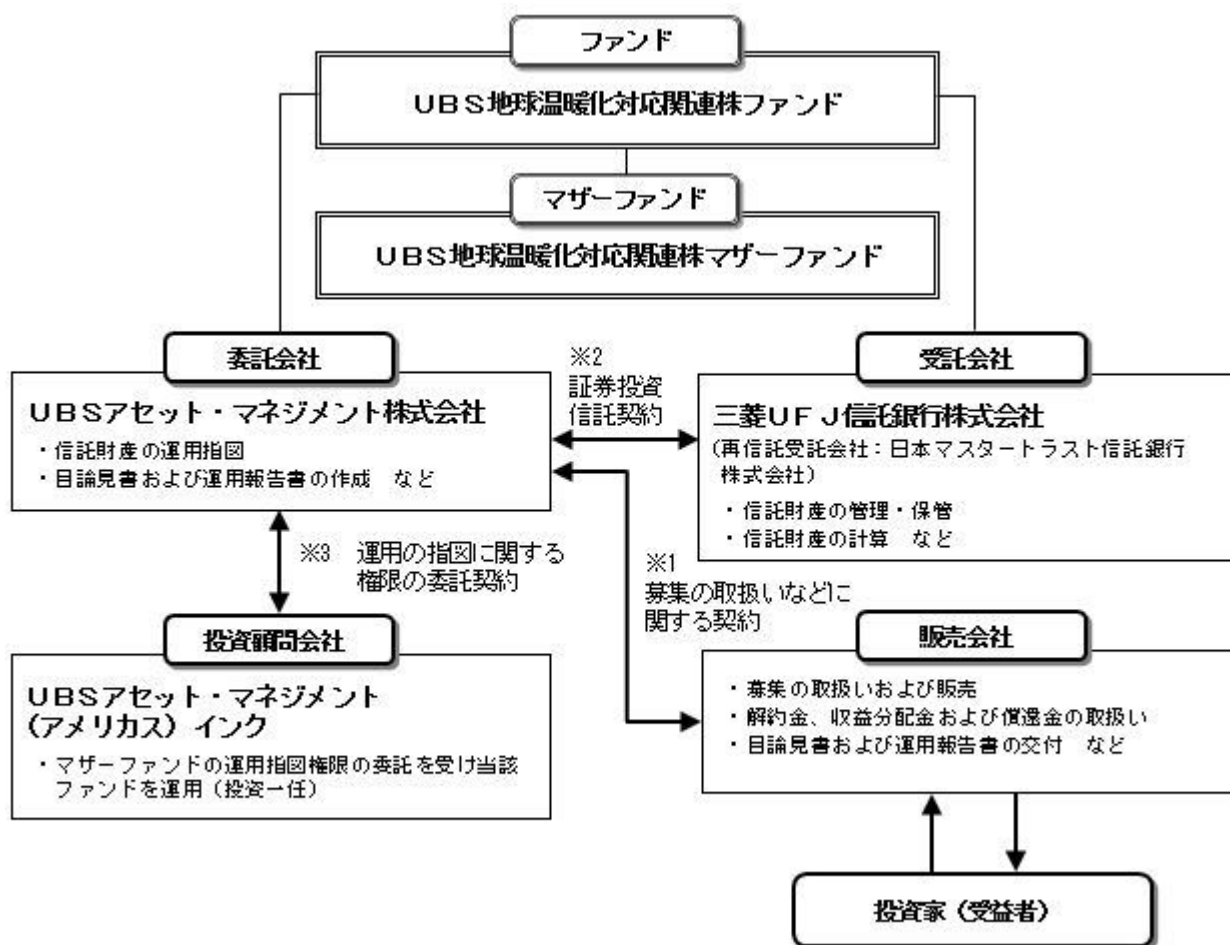 ファンド
UBS地球温暖化対応関連株ファンド
マザーファンド
UBS地球温暖化対応関連株マザーファンド
委託会社
UBSアセット・マネジメント株式会社
・信託財産の運用指図
・目論見書および運用報告書の作成　など
※2
証券投資
信託契約
受託会社
三菱UFJ信託銀行株式会社
(再信託受託会社：日本マスタートラスト信託銀行
株式会社)
・信託財産の管理・保管
・信託財産の計算　など
※3　運用の指図に関する
権限の委託契約
※1
募集の取扱いなどに
関する契約
投資顧問会社
UBSアセット・マネジメント
(アメリカス) インク
・マザーファンドの運用指図権限の委託を受け当該
ファンドを運用 (投資一任)
販売会社
・募集の取扱いおよび販売
・解約金、収益分配金および償還金の取扱い
・目論見書および運用報告書の交付　など
投資家 (受益者)